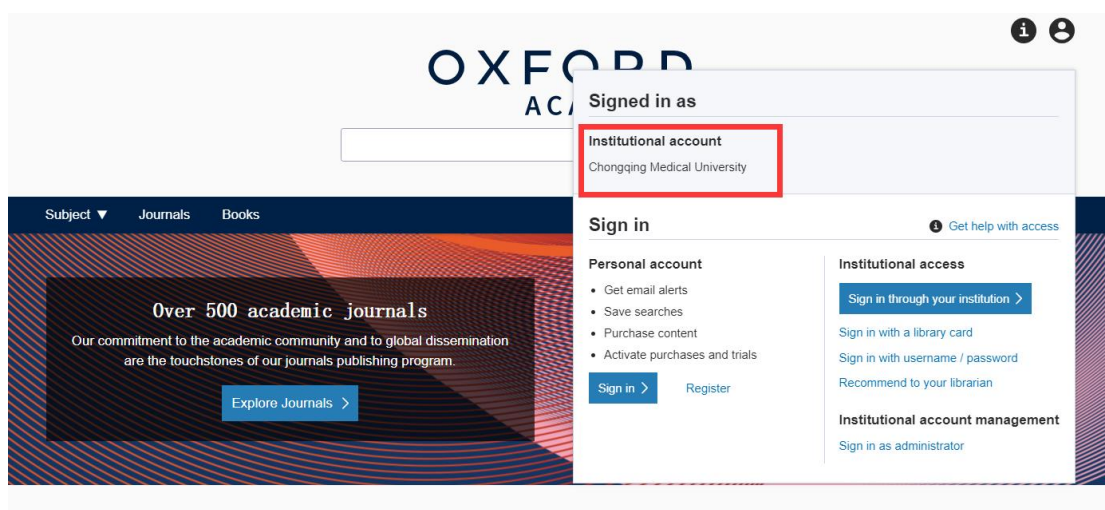 OXFORD
ACA
Signed in as
Institutional account
Chongqing Medical University
Subject ▼ Journals Books
Sign in
Get help with access
Personal account
• Get email alerts
• Save searches
• Purchase content
• Activate purchases and trials
Sign in >
Register
Institutional access
Sign in through your institution >
Sign in with a library card
Sign in with username / password
Recommend to your librarian
Institutional account management
Sign in as administrator
Over 500 academic journals
Our commitment to the academic community and to global dissemination
are the touchstones of our journals publishing program.
Explore Journals >